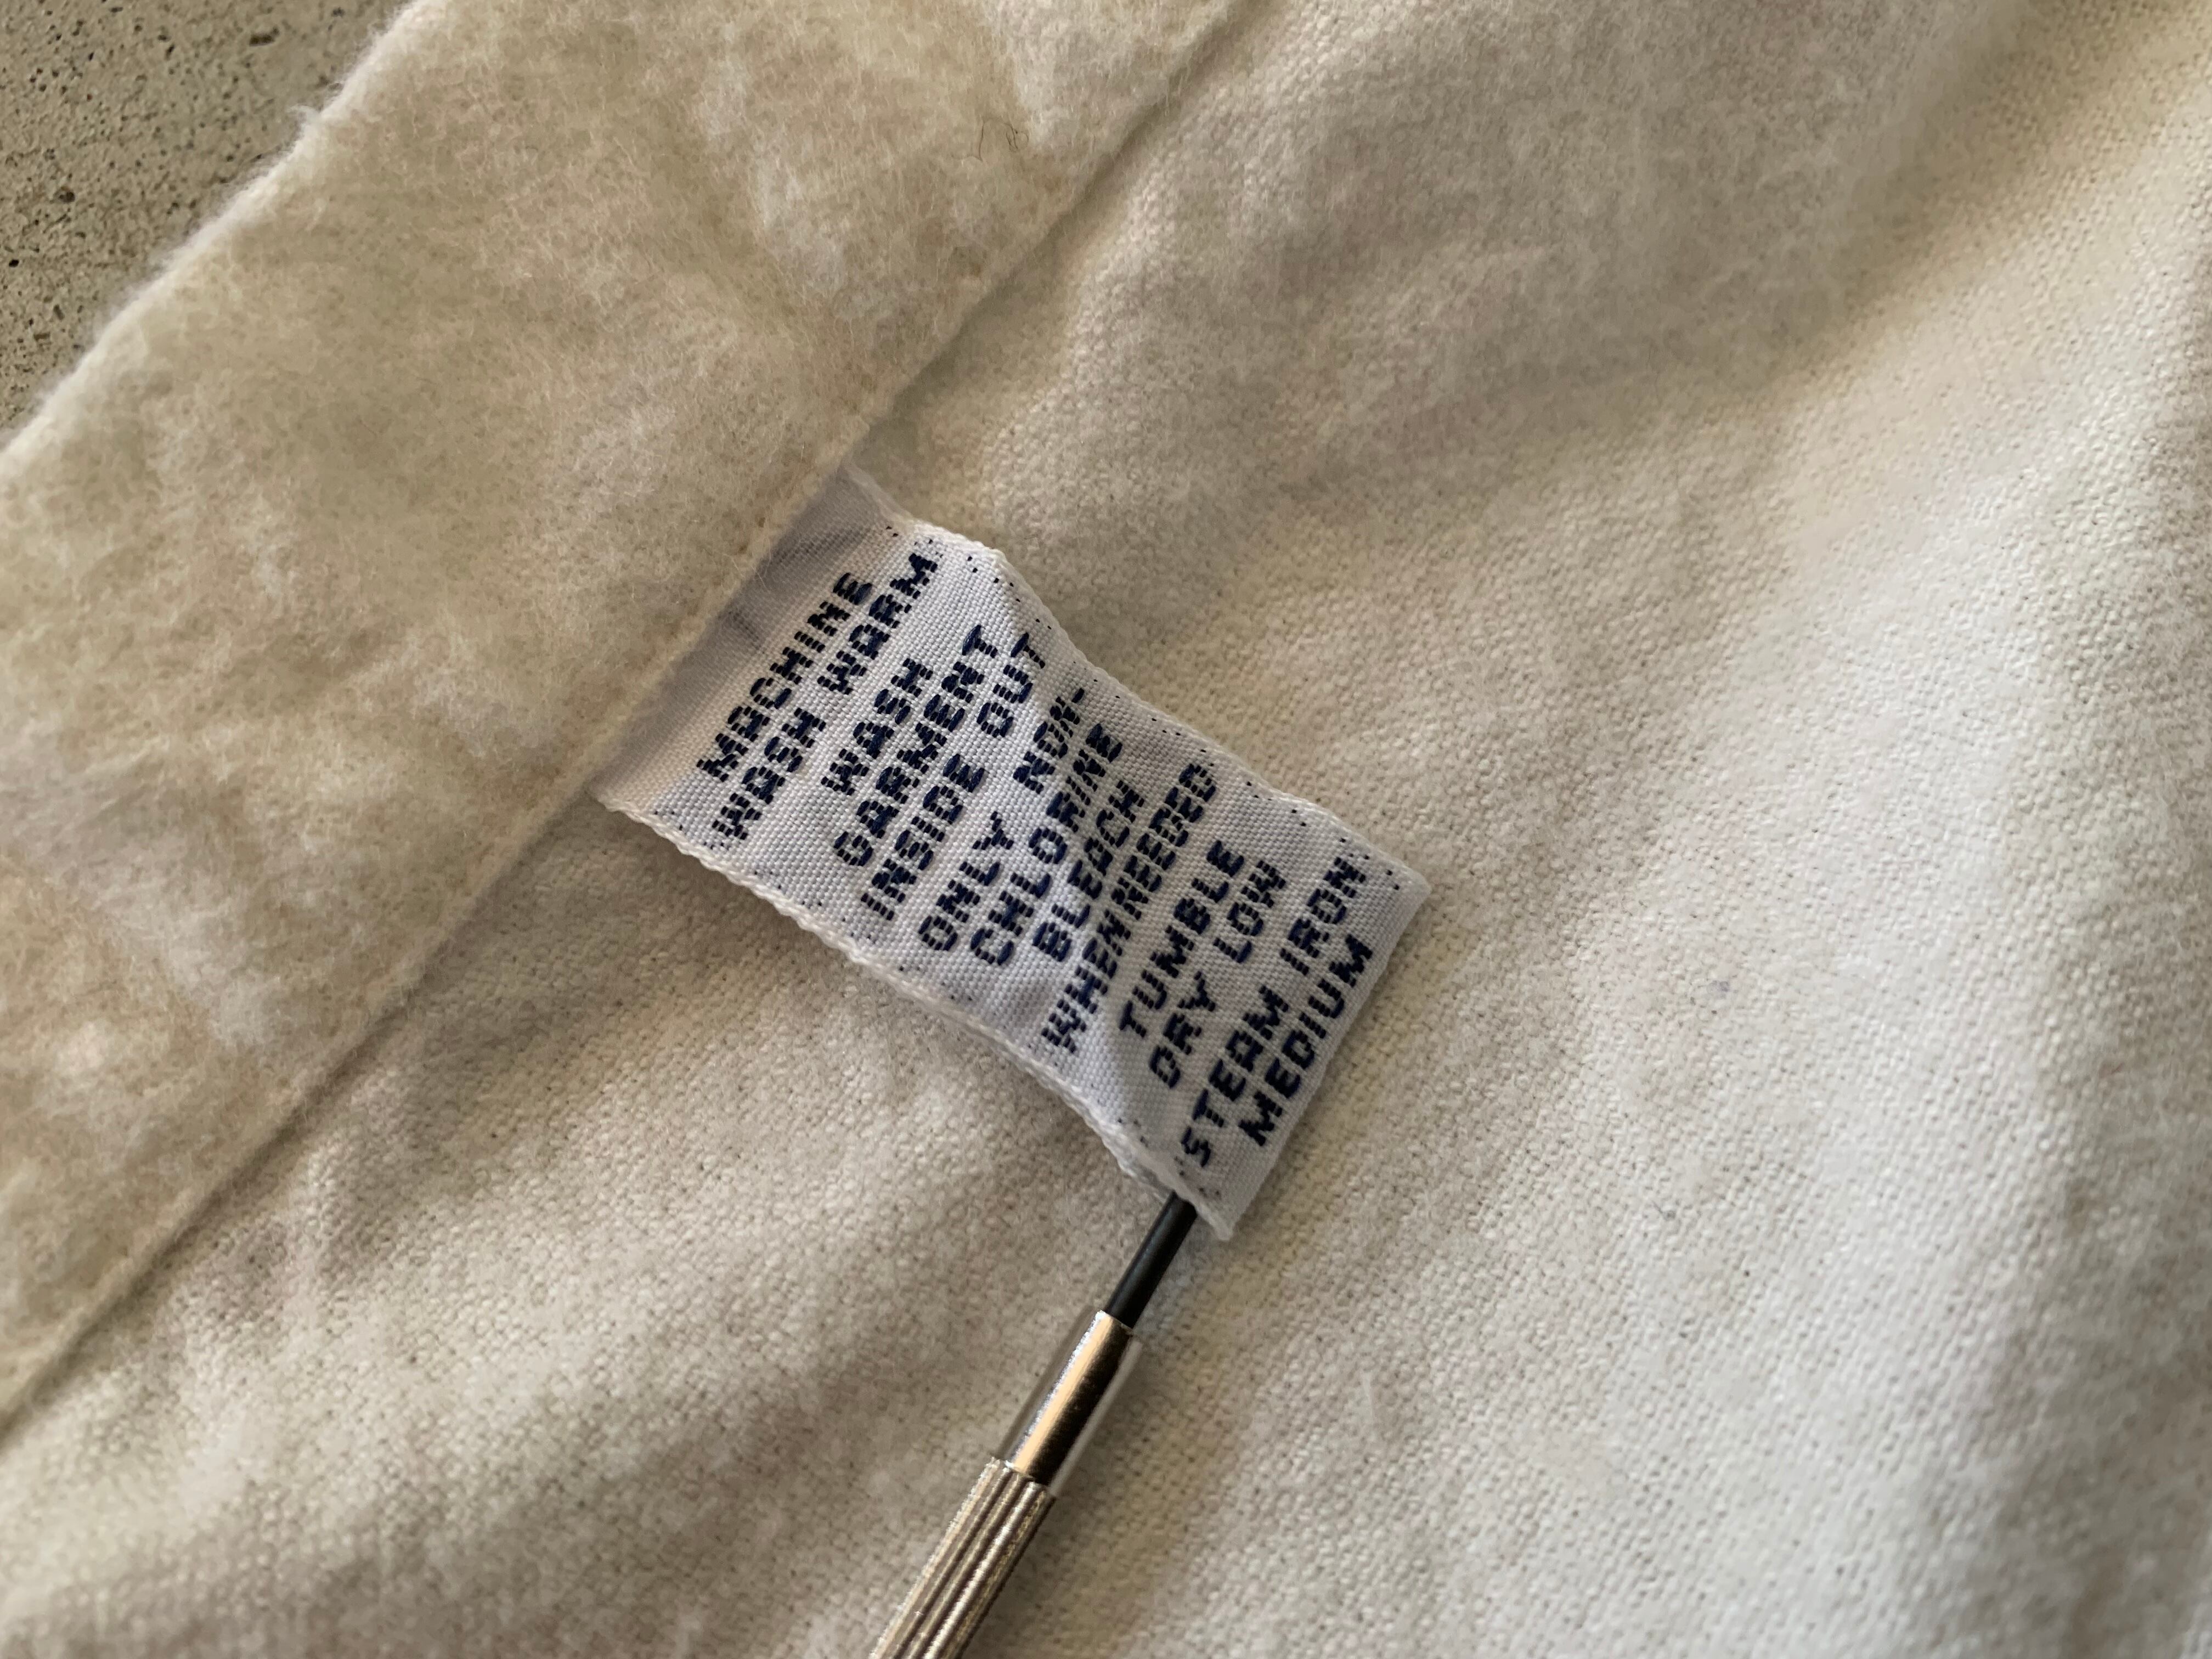 MACHINE
WASH WARM
WASH
GARMENT
INSIDE OUT
ONLY NON-
CHLORINE
BLEACH
WHEN NEEDED
TUMBLE
DRY LOW
STEAM IRON
MEDIUM